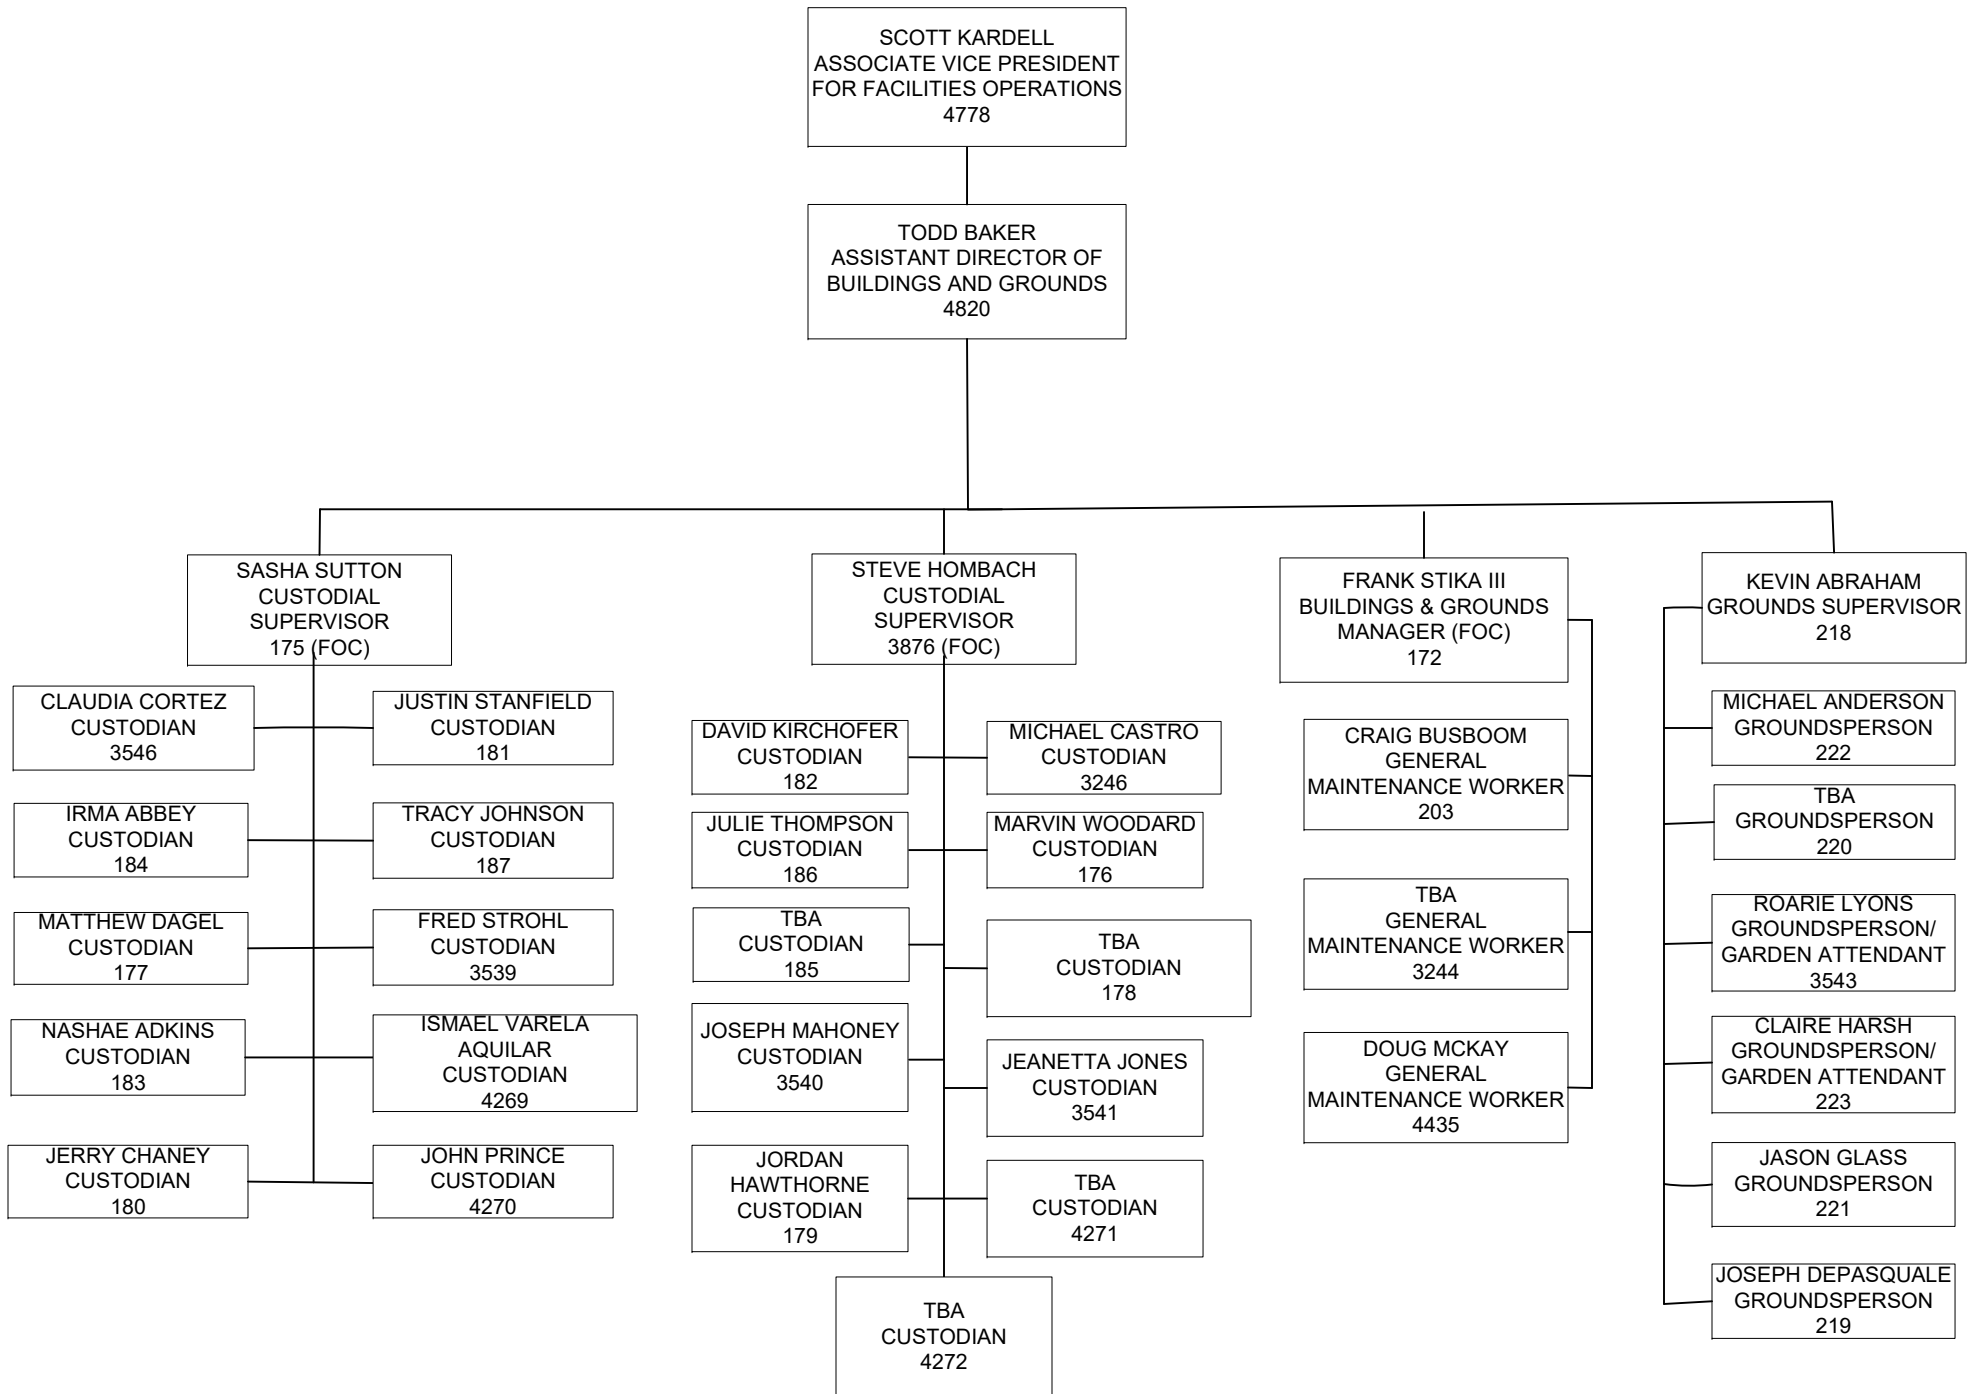 SCOTT KARDELL
ASSOCIATE VICE PRESIDENT
FOR FACILITIES OPERATIONS
4778
TODD BAKER
ASSISTANT DIRECTOR OF
BUILDINGS AND GROUNDS
4820
SASHA SUTTON
CUSTODIAL
SUPERVISOR
175 (FOC)
CLAUDIA CORTEZ
CUSTODIAN
3546
JUSTIN STANFIELD
CUSTODIAN
181
IRMA ABBEY
CUSTODIAN
184
TRACY JOHNSON
CUSTODIAN
187
MATTHEW DAGEL
CUSTODIAN
177
FRED STROHL
CUSTODIAN
3539
NASHAE ADKINS
CUSTODIAN
183
ISMAEL VARELA
AQUILAR
CUSTODIAN
4269
JERRY CHANEY
CUSTODIAN
180
JOHN PRINCE
CUSTODIAN
4270
STEVE HOMBACH
CUSTODIAL
SUPERVISOR
3876 (FOC)
DAVID KIRCHOFER
CUSTODIAN
182
MICHAEL CASTRO
CUSTODIAN
3246
JULIE THOMPSON
CUSTODIAN
186
MARVIN WOODARD
CUSTODIAN
176
TBA
CUSTODIAN
185
TBA
CUSTODIAN
178
JOSEPH MAHONEY
CUSTODIAN
3540
JEANETTA JONES
CUSTODIAN
3541
JORDAN
HAWTHORNE
CUSTODIAN
179
TBA
CUSTODIAN
4271
TBA
CUSTODIAN
4272
FRANK STIKA III
BUILDINGS & GROUNDS
MANAGER (FOC)
172
CRAIG BUSBOOM
GENERAL
MAINTENANCE WORKER
203
TBA
GENERAL
MAINTENANCE WORKER
3244
DOUG MCKAY
GENERAL
MAINTENANCE WORKER
4435
KEVIN ABRAHAM
GROUNDS SUPERVISOR
218
MICHAEL ANDERSON
GROUNDSPERSON
222
TBA
GROUNDSPERSON
220
ROARIE LYONS
GROUNDSPERSON/
GARDEN ATTENDANT
3543
CLAIRE HARSH
GROUNDSPERSON/
GARDEN ATTENDANT
223
JASON GLASS
GROUNDSPERSON
221
JOSEPH DEPASQUALE
GROUNDSPERSON
219